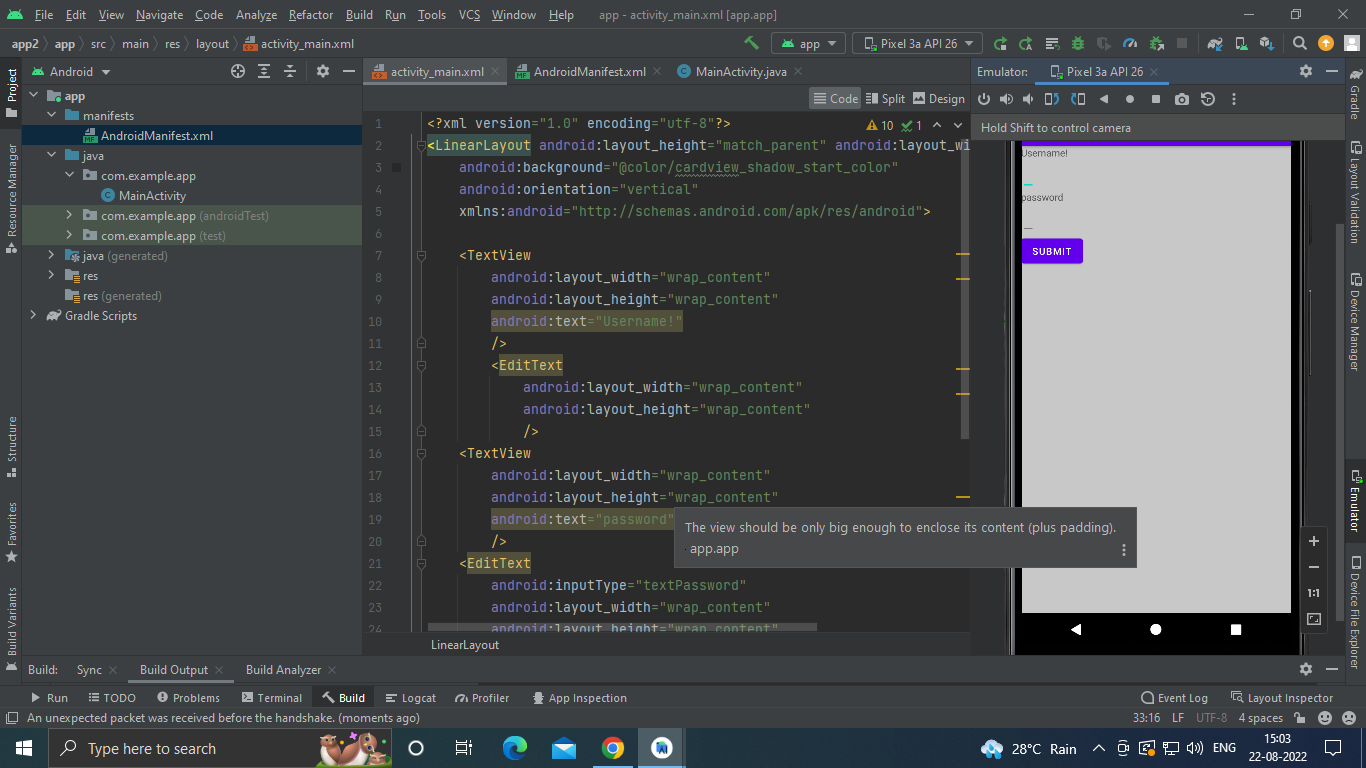 File Edit View Navigate Code Analyze Refactor Build Run Tools VCS Window Help app - activity_main.xml [app.app]
app2 app src main res layout activity_main.xml app Pixel 3a API 26
Android activity_main.xml AndroidManifest.xml MainActivity.java Emulator: Pixel 3a API 26
Code Split Design
Hold Shift to control camera
Project
Resource Manager
Structure
Favorites
Build Variants
app
manifests
AndroidManifest.xml
java
com.example.app
MainActivity
com.example.app (androidTest)
com.example.app (test)
java (generated)
res
res (generated)
Gradle Scripts
10 1
1 <?xml version="1.0" encoding="utf-8"?>
2 <LinearLayout android:layout_height="match_parent" android:layout_wi
3 android:background="@color/cardview_shadow_start_color"
4 android:orientation="vertical"
5 xmlns:android="http://schemas.android.com/apk/res/android">
6
7 <TextView
8 android:layout_width="wrap_content"
9 android:layout_height="wrap_content"
10 android:text="Username!"
11 />
12 <EditText
13 android:layout_width="wrap_content"
14 android:layout_height="wrap_content"
15 />
16 <TextView
17 android:layout_width="wrap_content"
18 android:layout_height="wrap_content"
19 android:text="password"
20 />
21 <EditText
22 android:inputType="textPassword"
23 android:layout_width="wrap_content"
24 android:layout_height="wrap_content"
LinearLayout
The view should be only big enough to enclose its content (plus padding).
app.app
Username!
password
SUBMIT
1:1
Gradle
Layout Validation
Device Manager
Emulator
Device File Explorer
Build: Sync Build Output Build Analyzer
Run TODO Problems Terminal Build Logcat Profiler App Inspection Event Log Layout Inspector
An unexpected packet was received before the handshake. (moments ago) 33:16 LF UTF-8 4 spaces
Type here to search 28°C Rain ENG 15:03
22-08-2022